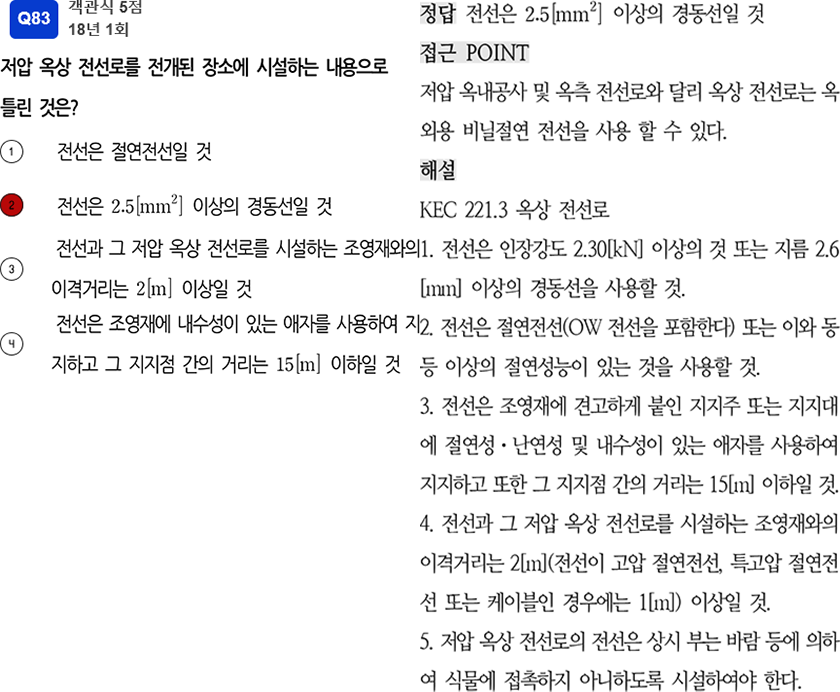 Q83
객관식 5점
18년 1회
저압 옥상 전선로를 전개된 장소에 시설하는 내용으로
틀린 것은?
1 전선은 절연전선일 것
2 전선은 2.5[mm²] 이상의 경동선일 것
전선과 그 저압 옥상 전선로를 시설하는 조영재와의
3 이격거리는 2[m] 이상일 것
전선은 조영재에 내수성이 있는 애자를 사용하여 지
4 지하고 그 지지점 간의 거리는 15[m] 이하일 것
정답 전선은 2.5[mm²] 이상의 경동선일 것
접근 POINT
저압 옥내공사 및 옥측 전선로와 달리 옥상 전선로는 옥
외용 비닐절연 전선을 사용 할 수 있다.
해설
KEC 221.3 옥상 전선로
1. 전선은 인장강도 2.30[kN] 이상의 것 또는 지름 2.6
[mm] 이상의 경동선을 사용할 것.
2. 전선은 절연전선(OW 전선을 포함한다) 또는 이와 동
등 이상의 절연성능이 있는 것을 사용할 것.
3. 전선은 조영재에 견고하게 붙인 지지주 또는 지지대
에 절연성·난연성 및 내수성이 있는 애자를 사용하여
지지하고 또한 그 지지점 간의 거리는 15[m] 이하일 것.
4. 전선과 그 저압 옥상 전선로를 시설하는 조영재와의
이격거리는 2[m](전선이 고압 절연전선, 특고압 절연전
선 또는 케이블인 경우에는 1[m]) 이상일 것.
5. 저압 옥상 전선로의 전선은 상시 부는 바람 등에 의하
여 식물에 접촉하지 아니하도록 시설하여야 한다.